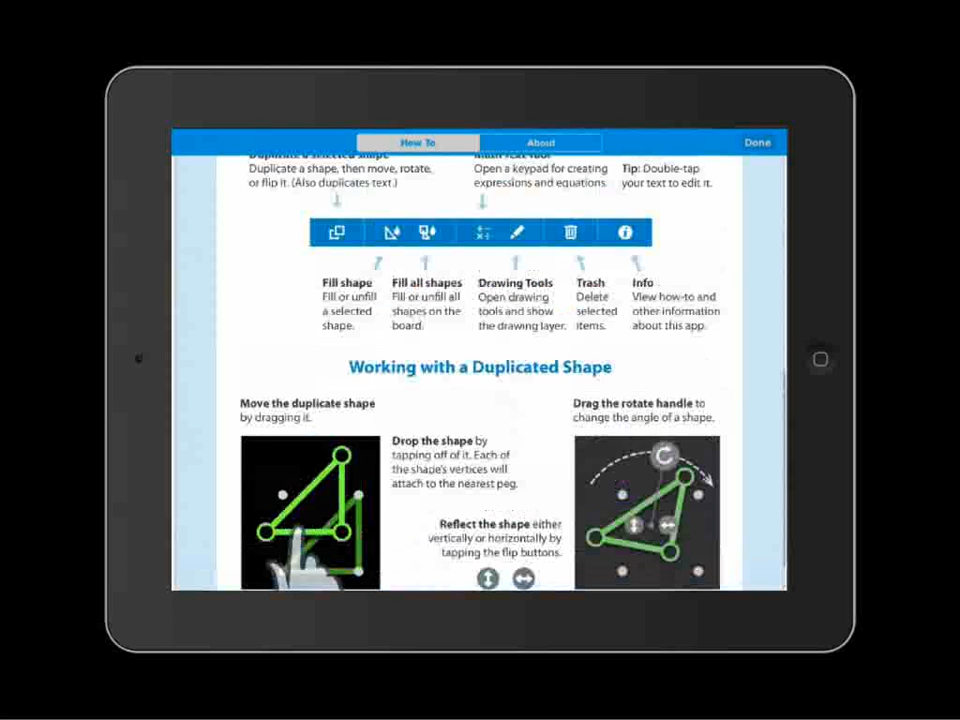 How To
About
Done
Duplicate a selected shape
Duplicate a shape, then move, rotate,
or flip it. (Also duplicates text.)
Math Text Tool
Open a keypad for creating
expressions and equations.
Tip: Double-tap
your text to edit it.
Fill shape
Fill or unfill
a selected
shape.
Fill all shapes
Fill or unfill all
shapes on the
board.
Drawing Tools
Open drawing
tools and show
the drawing layer.
Trash
Delete
selected
items.
Info
View how-to and
other information
about this app.
Working with a Duplicated Shape
Move the duplicate shape
by dragging it.
Drop the shape by
tapping off of it. Each of
the shape's vertices will
attach to the nearest peg.
Reflect the shape either
vertically or horizontally by
tapping the flip buttons.
Drag the rotate handle to
change the angle of a shape.